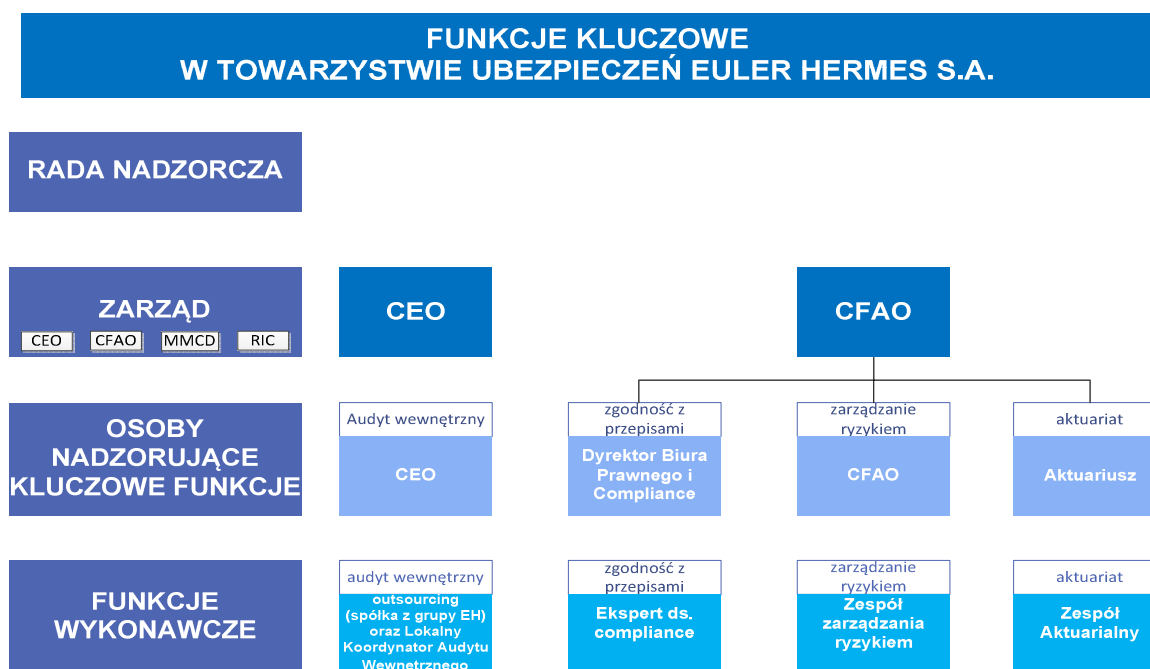 FUNKCJE KLUCZOWE
W TOWARZYSTWIE UBEZPIECZEŃ EULER HERMES S.A.
RADA NADZORCZA
ZARZĄD
CEO CFAO MMCD RIC
CEO
CFAO
OSOBY
NADZORUJĄCE
KLUCZOWE FUNKCJE
Audyt wewnętrzny
CEO
zgodność z
przepisami
Dyrektor Biura
Prawnego i
Compliance
zarządzanie
ryzykiem
CFAO
aktuariat
Aktuariusz
FUNKCJE
WYKONAWCZE
audyt wewnętrzny
outsourcing
(spółka z grupy EH)
oraz Lokalny
Koordynator Audytu
Wewnętrznego
zgodność z
przepisami
Ekspert ds.
compliance
zarządzanie
ryzykiem
Zespół
zarządzania
ryzykiem
aktuariat
Zespół
Aktuarialny